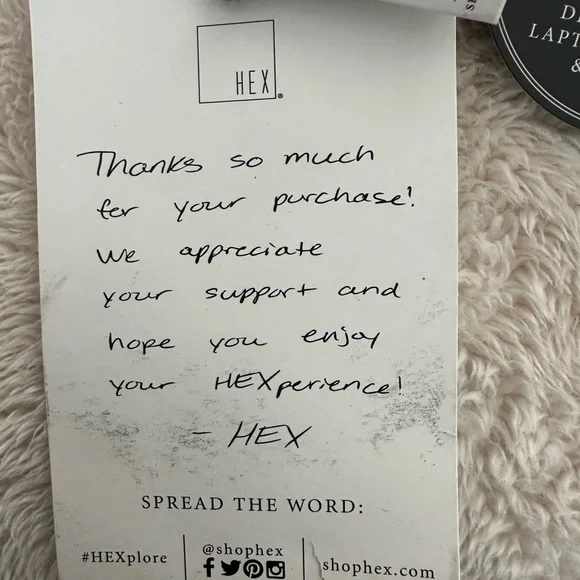 HEX®
Thanks so much
for your purchase!
We appreciate
your support and
hope you enjoy
your HEXperience!
- HEX
SPREAD THE WORD:
#HEXplore
@shophex
shophex.com
LAPT
&